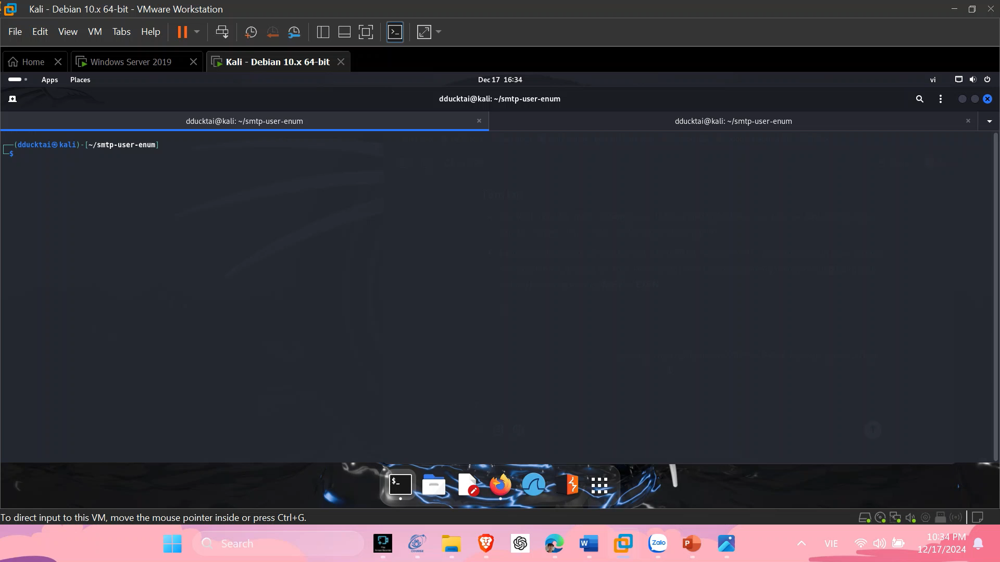 Kali - Debian 10.x 64-bit - VMware Workstation
File Edit View VM Tabs Help
Home
Windows Server 2019
Kali - Debian 10.x 64-bit
Apps Places
Dec 17 16:34
vi
dducktai@kali: ~/smtp-user-enum
dducktai@kali: ~/smtp-user-enum
dducktai@kali: ~/smtp-user-enum
(dducktai㉿kali)-[~/smtp-user-enum]
$
$_
To direct input to this VM, move the mouse pointer inside or press Ctrl+G.
Search
COURSE
W
Zalo
P
VIE
10:34 PM
12/17/2024